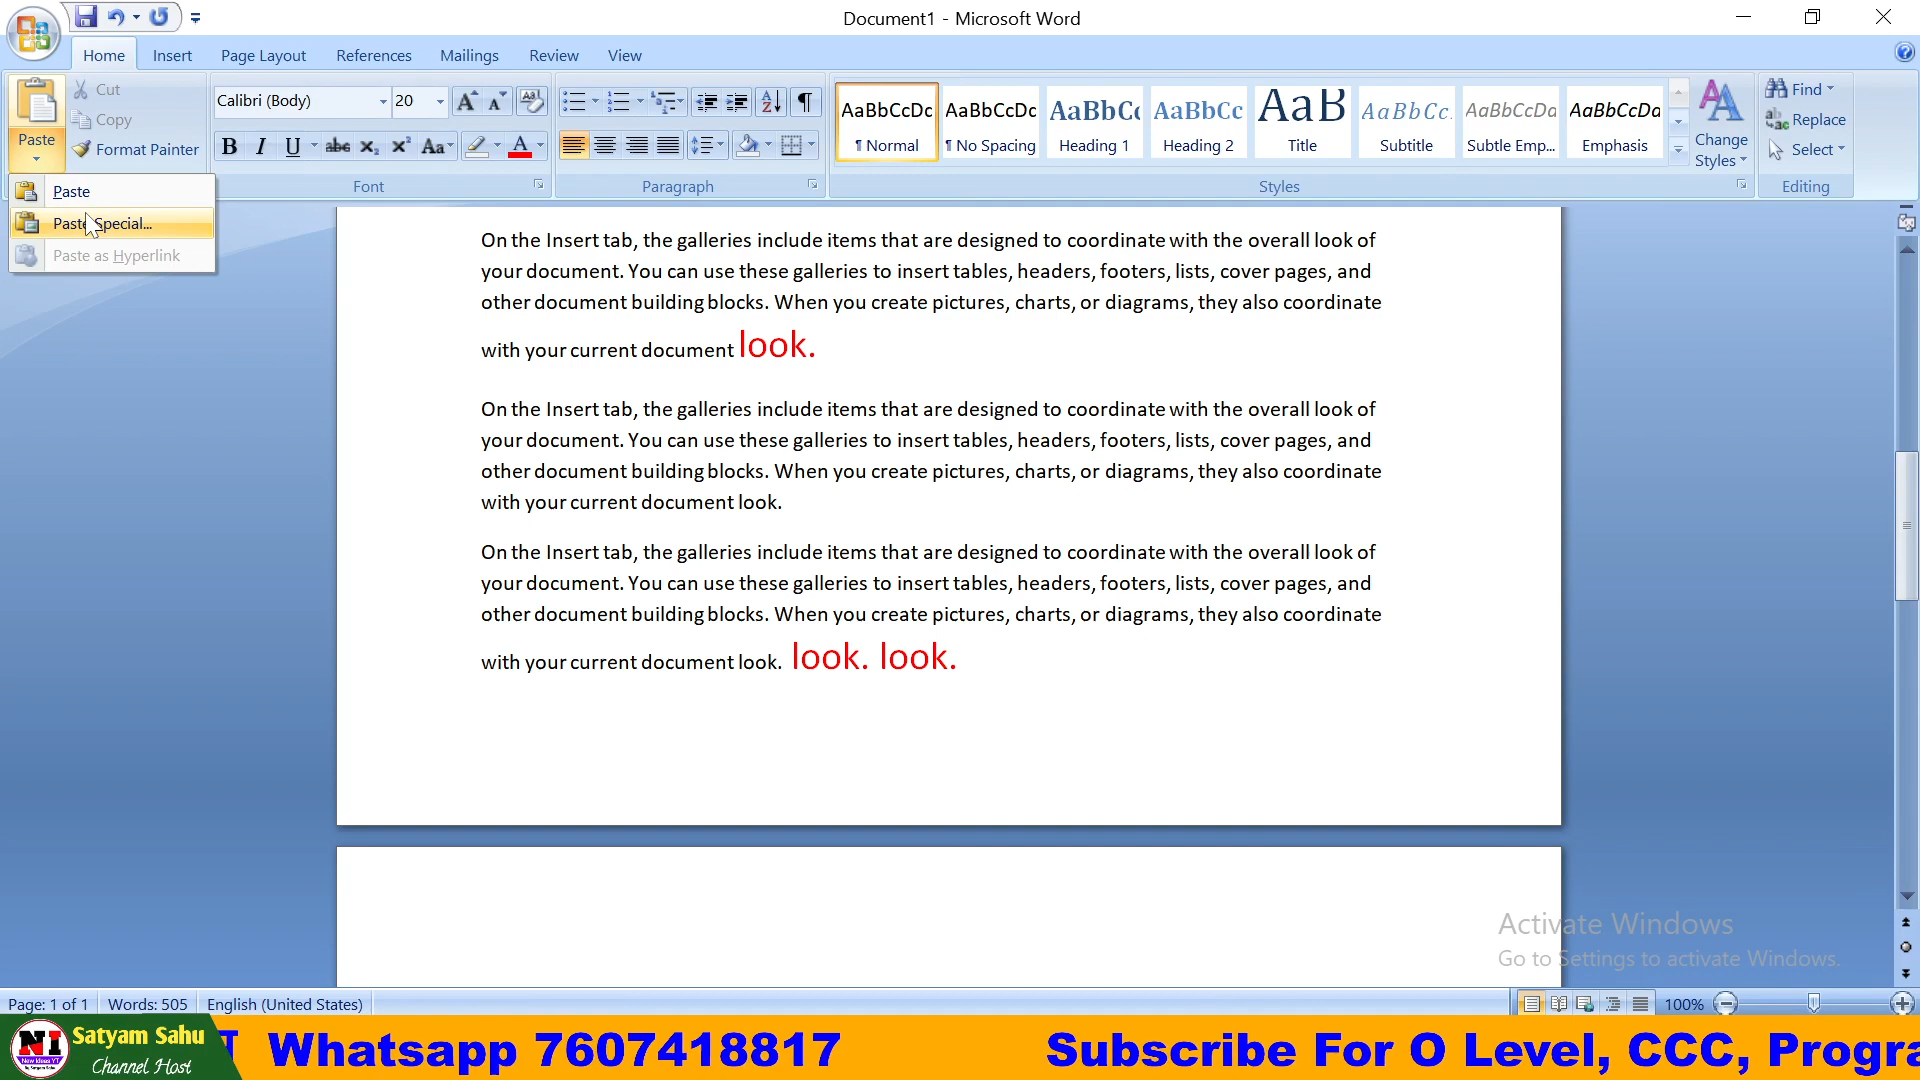 Document1 - Microsoft Word
Home Insert Page Layout References Mailings Review View
Paste
Cut
Copy
Format Painter
Calibri (Body) 20
Font
Paragraph
AaBbCcDc AaBbCcDc AaBbC AaBbCc AaB AaBbCc. AaBbCcDa AaBbCcDa
¶ Normal ¶ No Spacing Heading 1 Heading 2 Title Subtitle Subtle Emp... Emphasis
Styles
Change
Styles
Find
Replace
Select
Editing
Paste
Paste Special...
Paste as Hyperlink
On the Insert tab, the galleries include items that are designed to coordinate with the overall look of
your document. You can use these galleries to insert tables, headers, footers, lists, cover pages, and
other document building blocks. When you create pictures, charts, or diagrams, they also coordinate
with your current document look.
On the Insert tab, the galleries include items that are designed to coordinate with the overall look of
your document. You can use these galleries to insert tables, headers, footers, lists, cover pages, and
other document building blocks. When you create pictures, charts, or diagrams, they also coordinate
with your current document look.
On the Insert tab, the galleries include items that are designed to coordinate with the overall look of
your document. You can use these galleries to insert tables, headers, footers, lists, cover pages, and
other document building blocks. When you create pictures, charts, or diagrams, they also coordinate
with your current document look. look. look.
Activate Windows
Go to Settings to activate Windows.
Page: 1 of 1 Words: 505 English (United States) 100%
NI New Ideas YT
Satyam Sahu
Channel Host
T Whatsapp 7607418817 Subscribe For O Level, CCC, Progra